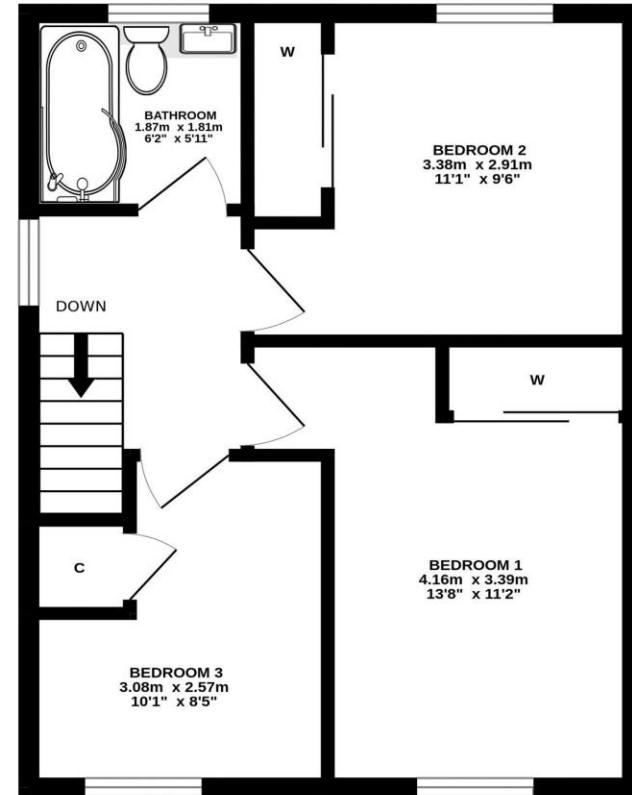 BATHROOM
1.87m x 1.81m
6'2" x 5'11"
W
BEDROOM 2
3.38m x 2.91m
11'1" x 9'6"
DOWN
W
C
BEDROOM 1
4.16m x 3.39m
13'8" x 11'2"
BEDROOM 3
3.08m x 2.57m
10'1" x 8'5"